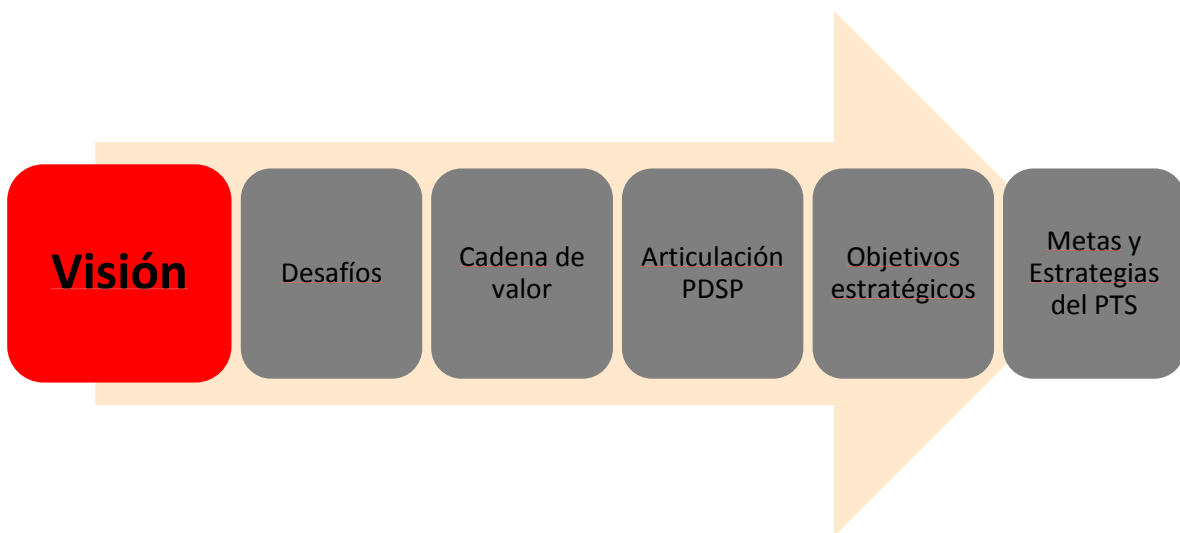 Visión
Desafíos
Cadena de
valor
Articulación
PDSP
Objetivos
estratégicos
Metas y
Estrategias
del PTS